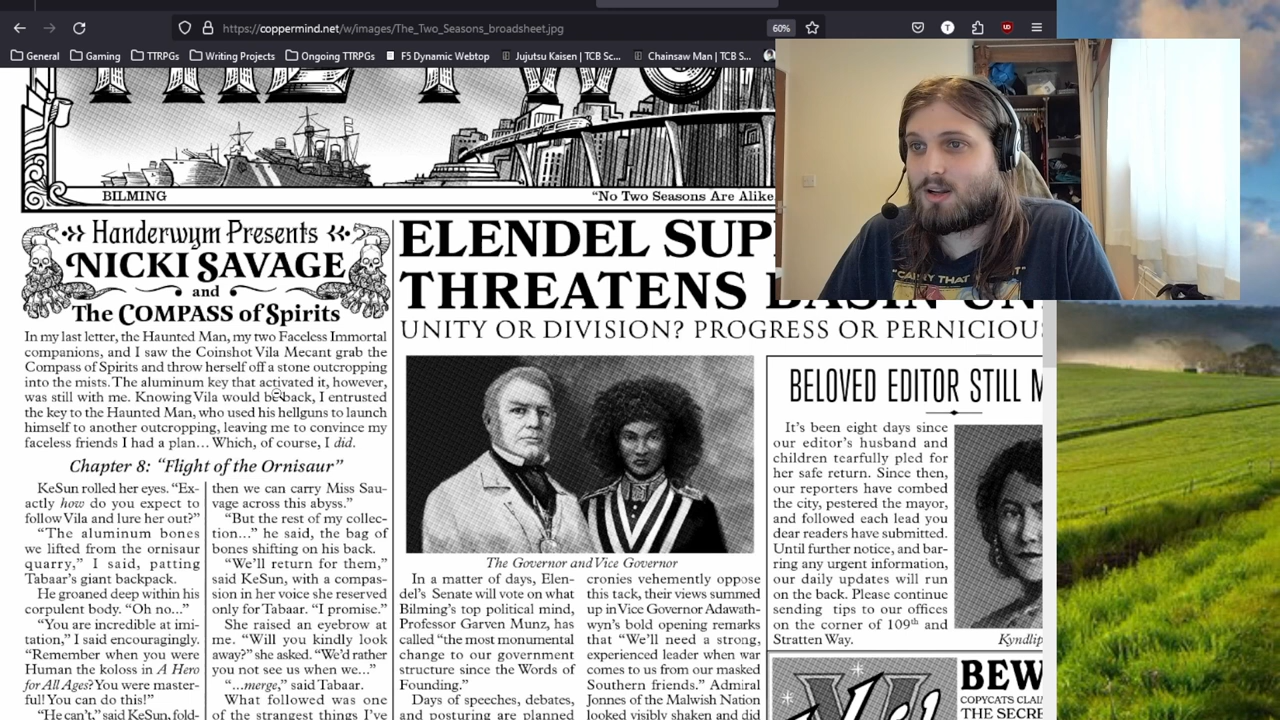 https://coppermind.net/w/images/The_Two_Seasons_broadsheet.jpg
60%
General
Gaming
TTRPGs
Writing Projects
Ongoing TTRPGs
F5 Dynamic Webtop
Jujutsu Kaisen | TCB Sc...
Chainsaw Man | TCB S...
BILMING
"No Two Seasons Are Alike
Handerwym Presents
NICKI SAVAGE
and
The COMPASS of Spirits
In my last letter, the Haunted Man, my two Faceless Immortal
companions, and I saw the Coinshot Vila Mecant grab the
Compass of Spirits and throw herself off a stone outcropping
into the mists. The aluminum key that activated it, however,
was still with me. Knowing Vila would be back, I entrusted
the key to the Haunted Man, who used his hellguns to launch
himself to another outcropping, leaving me to convince my
faceless friends I had a plan... Which, of course, I did.
Chapter 8: "Flight of the Ornisaur"
KeSun rolled her eyes. "Ex-
actly how do you expect to
follow Vila and lure her out?"
"The aluminum bones
we lifted from the ornisaur
quarry," I said, patting
Tabaar's giant backpack.
He groaned deep within his
corpulent body. "Oh no..."
"You are incredible at imi-
tation," I said encouragingly.
"Remember when you were
Human the koloss in A Hero
for All Ages? You were master-
ful! You can do this!"
"He can't," said KeSun, fold-
then we can carry Miss Sau-
vage across this abyss."
"But the rest of my collec-
tion..." he said, the bag of
bones shifting on his back.
"We'll return for them,"
said KeSun, with a compas-
sion in her voice she reserved
only for Tabaar. "I promise."
She raised an eyebrow at
me. "Will you kindly look
away?" she asked. "We'd rather
you not see us when we..."
"...merge," said Tabaar.
What followed was one
of the strangest things I've
ELENDEL SUP
THREATENS BASIN UN
UNITY OR DIVISION? PROGRESS OR PERNICIOU
The Governor and Vice Governor
In a matter of days, Elen-
del's Senate will vote on what
Bilming's top political mind,
Professor Garven Munz, has
called "the most monumental
change to our government
structure since the Words of
Founding."
Days of speeches, debates,
and posturing are planned
cronies vehemently oppose
this tack, their views summed
up in Vice Governor Adawath-
wyn's bold opening remarks
that "We'll need a strong,
experienced leader when war
comes to us from our masked
Southern friends." Admiral
Jonnes of the Malwish Nation
looked visibly shaken and did
BELOVED EDITOR STILL M
It's been eight days since
our editor's husband and
children tearfully pled for
her safe return. Since then,
our reporters have combed
the city, pestered the mayor,
and followed each lead you
dear readers have submitted.
Until further notice, and bar-
ring any urgent information,
our daily updates will run
on the back. Please continue
sending tips to our offices
on the corner of 109th and
Stratten Way.
Kyndlip
BEW
COPYCATS CLAI
THE SECRE